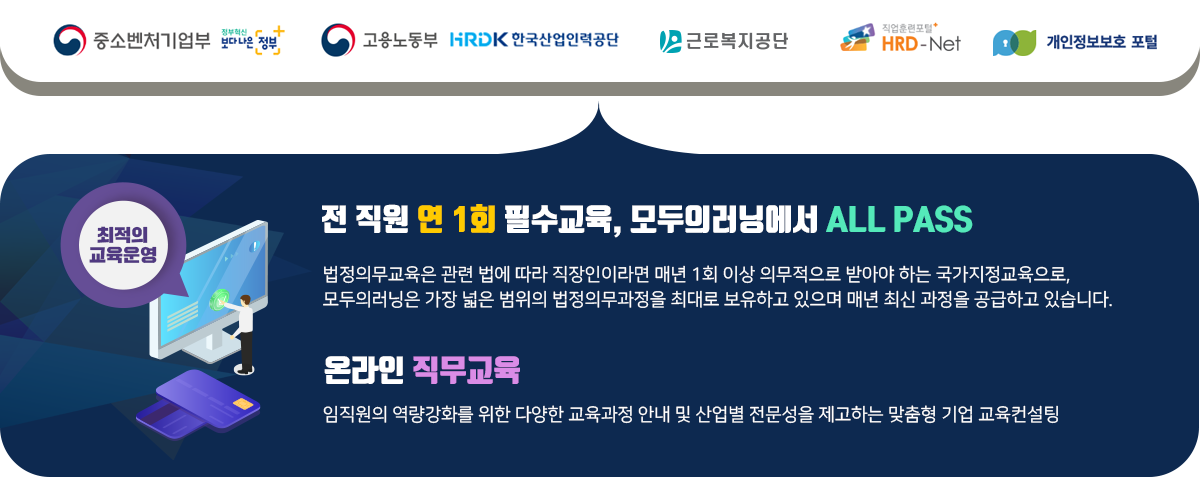 중소벤처기업부 정부혁신 보다나은 정부 고용노동부 HRDK 한국산업인력공단 근로복지공단 직업훈련포털 HRD-Net 개인정보보호 포털
최적의
교육운영
전 직원 연 1회 필수교육, 모두의러닝에서 ALL PASS
법정의무교육은 관련 법에 따라 직장인이라면 매년 1회 이상 의무적으로 받아야 하는 국가지정교육으로,
모두의러닝은 가장 넓은 범위의 법정의무과정을 최대로 보유하고 있으며 매년 최신 과정을 공급하고 있습니다.
온라인 직무교육
임직원의 역량강화를 위한 다양한 교육과정 안내 및 산업별 전문성을 제고하는 맞춤형 기업 교육컨설팅